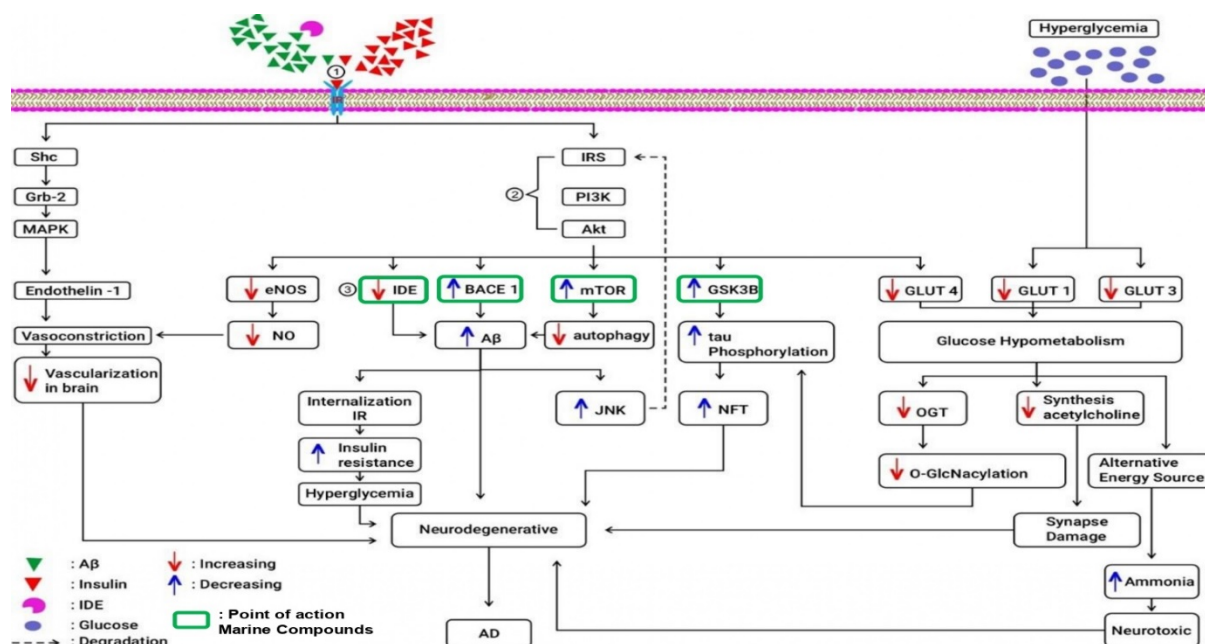 Hyperglycemia
①
Shc
Grb-2
MAPK
Endothelin -1
Vasoconstriction
Vascularization
in brain
IRS
②
PI3K
Akt
eNOS
NO
③
IDE
BACE 1
mTOR
GSK3B
Aβ
autophagy
tau
Phosphorylation
Internalization
IR
Insulin
resistance
Hyperglycemia
JNK
NFT
GLUT 4
GLUT 1
GLUT 3
Glucose Hypometabolism
OGT
Synthesis
acetylcholine
O-GlcNacylation
Alternative
Energy Source
Synapse
Damage
Ammonia
Neurotoxic
Neurodegenerative
AD
: Aβ
: Insulin
: IDE
: Glucose
: Degradation
: Increasing
: Decreasing
: Point of action
Marine Compounds